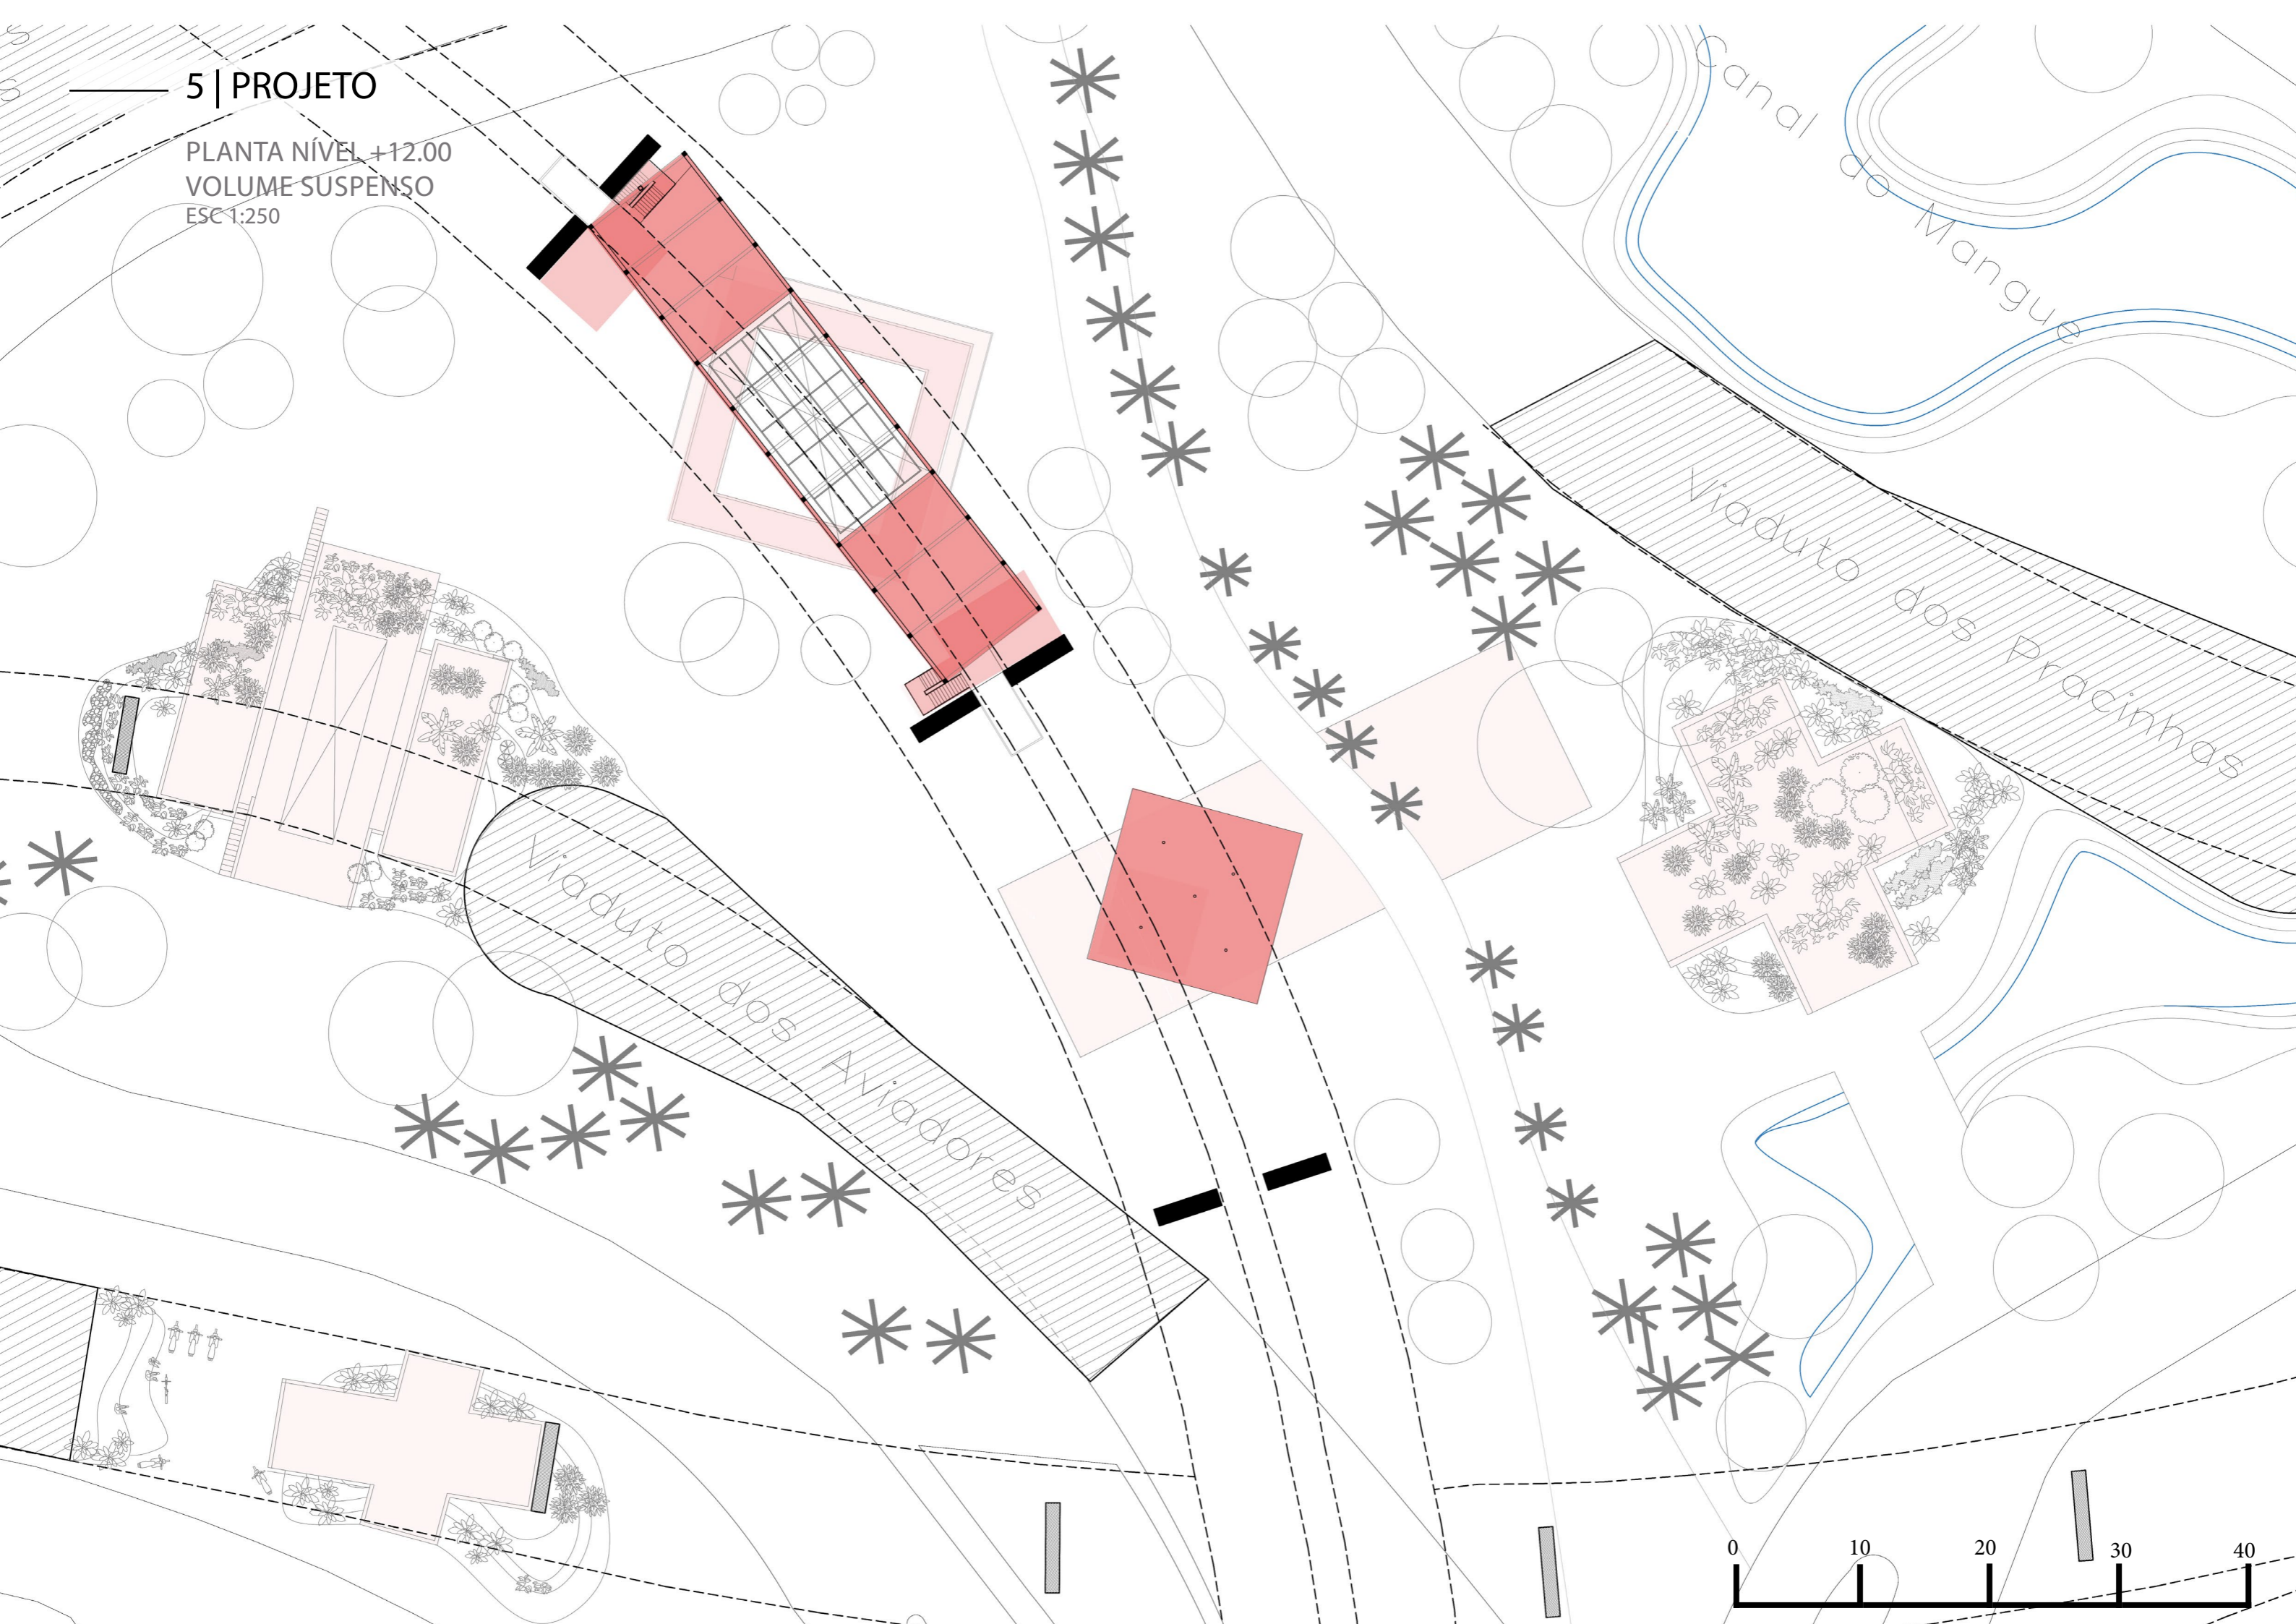 5 | PROJETO
PLANTA NÍVEL +12.00
VOLUME SUSPENSO
ESC 1:250
Canal do Mangue
Viaduto dos Pracinhas
Viaduto dos Aviadores
0 10 20 30 40